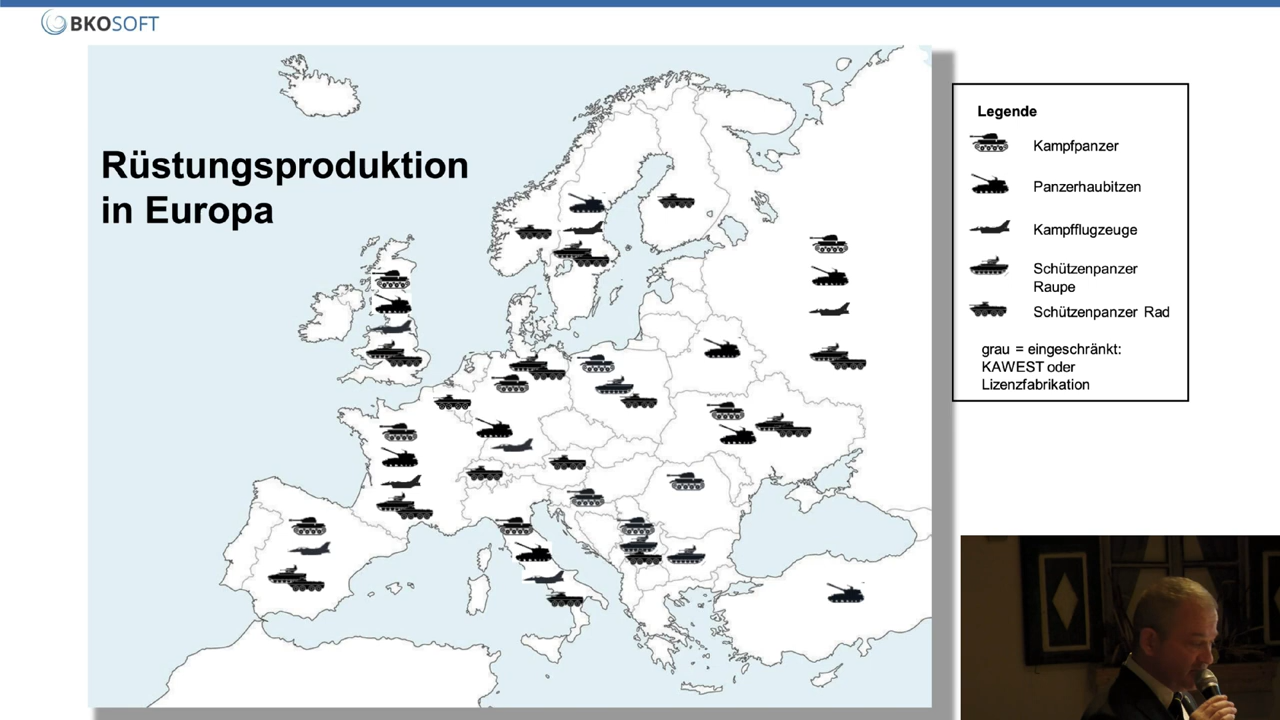 BKOSOFT
Rüstungsproduktion
in Europa
Legende
Kampfpanzer
Panzerhaubitzen
Kampfflugzeuge
Schützenpanzer
Raupe
Schützenpanzer Rad
grau = eingeschränkt:
KAWEST oder
Lizenzfabrikation